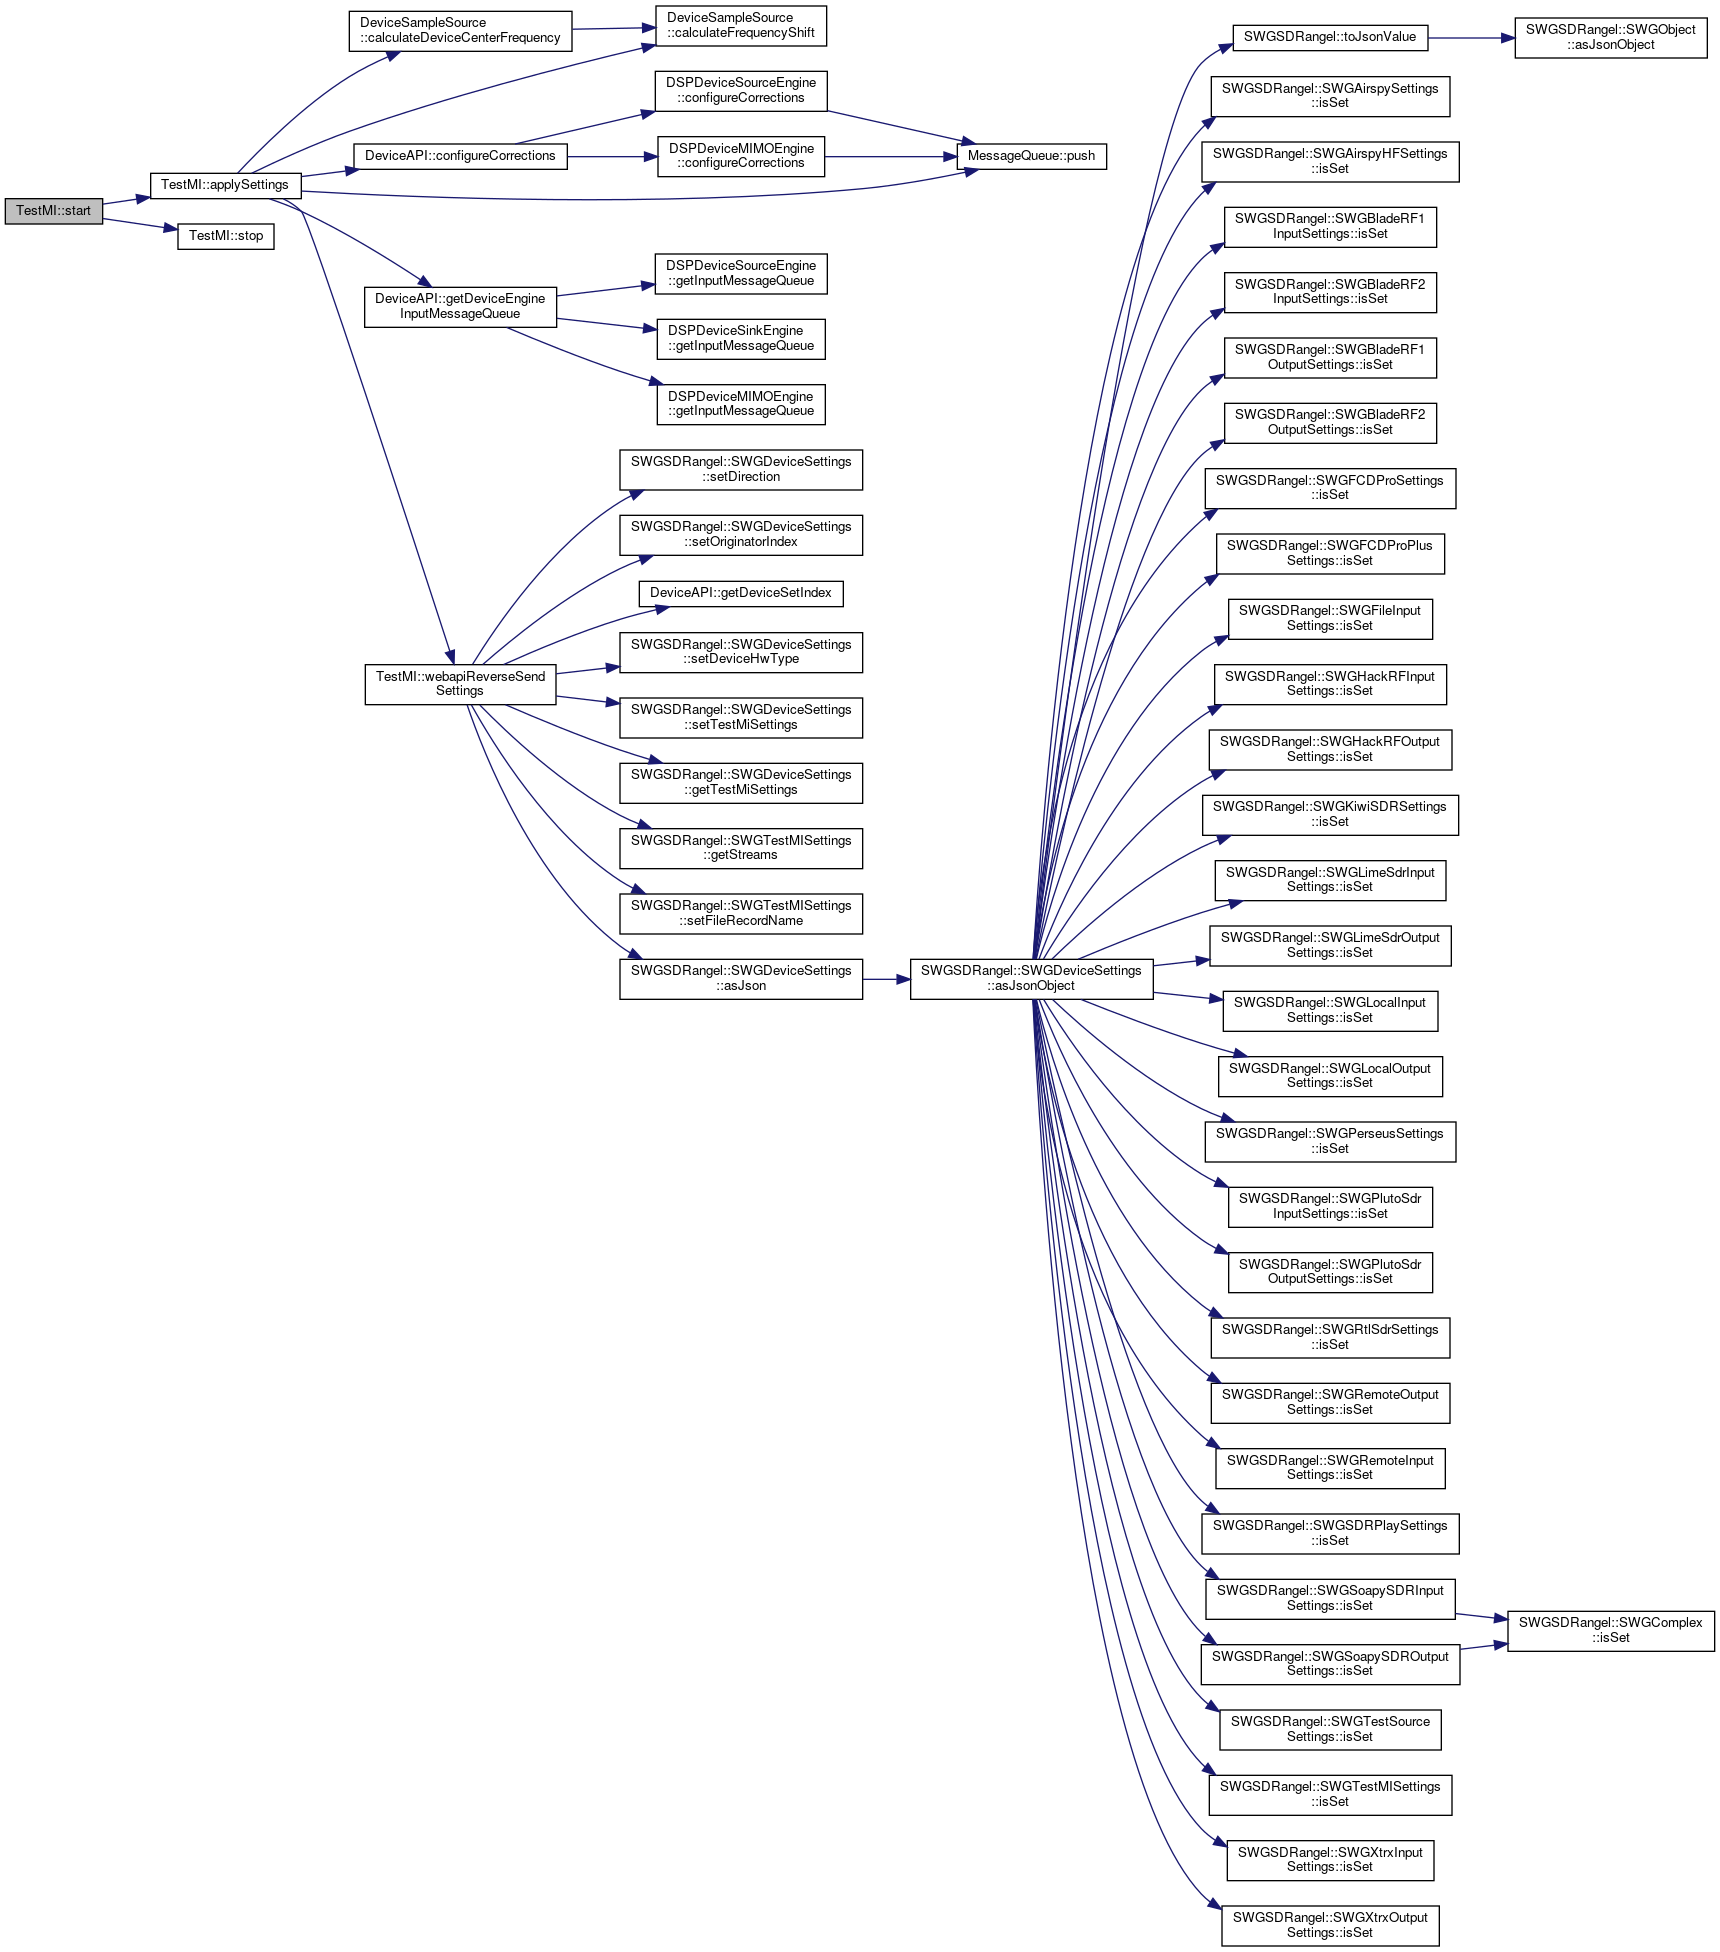 TestMI::start
TestMI::applySettings
TestMI::stop
DeviceSampleSource
::calculateDeviceCenterFrequency
DeviceAPI::configureCorrections
DeviceAPI::getDeviceEngine
InputMessageQueue
TestMI::webapiReverseSend
Settings
DeviceSampleSource
::calculateFrequencyShift
DSPDeviceSourceEngine
::configureCorrections
DSPDeviceMIMOEngine
::configureCorrections
DSPDeviceSourceEngine
::getInputMessageQueue
DSPDeviceSinkEngine
::getInputMessageQueue
DSPDeviceMIMOEngine
::getInputMessageQueue
SWGSDRangel::SWGDeviceSettings
::setDirection
SWGSDRangel::SWGDeviceSettings
::setOriginatorIndex
DeviceAPI::getDeviceSetIndex
SWGSDRangel::SWGDeviceSettings
::setDeviceHwType
SWGSDRangel::SWGDeviceSettings
::setTestMiSettings
SWGSDRangel::SWGDeviceSettings
::getTestMiSettings
SWGSDRangel::SWGTestMISettings
::getStreams
SWGSDRangel::SWGTestMISettings
::setFileRecordName
SWGSDRangel::SWGDeviceSettings
::asJson
MessageQueue::push
SWGSDRangel::SWGDeviceSettings
::asJsonObject
SWGSDRangel::toJsonValue
SWGSDRangel::SWGAirspySettings
::isSet
SWGSDRangel::SWGAirspyHFSettings
::isSet
SWGSDRangel::SWGBladeRF1
InputSettings::isSet
SWGSDRangel::SWGBladeRF2
InputSettings::isSet
SWGSDRangel::SWGBladeRF1
OutputSettings::isSet
SWGSDRangel::SWGBladeRF2
OutputSettings::isSet
SWGSDRangel::SWGFCDProSettings
::isSet
SWGSDRangel::SWGFCDProPlus
Settings::isSet
SWGSDRangel::SWGFileInput
Settings::isSet
SWGSDRangel::SWGHackRFInput
Settings::isSet
SWGSDRangel::SWGHackRFOutput
Settings::isSet
SWGSDRangel::SWGKiwiSDRSettings
::isSet
SWGSDRangel::SWGLimeSdrInput
Settings::isSet
SWGSDRangel::SWGLimeSdrOutput
Settings::isSet
SWGSDRangel::SWGLocalInput
Settings::isSet
SWGSDRangel::SWGLocalOutput
Settings::isSet
SWGSDRangel::SWGPerseusSettings
::isSet
SWGSDRangel::SWGPlutoSdr
InputSettings::isSet
SWGSDRangel::SWGPlutoSdr
OutputSettings::isSet
SWGSDRangel::SWGRtlSdrSettings
::isSet
SWGSDRangel::SWGRemoteOutput
Settings::isSet
SWGSDRangel::SWGRemoteInput
Settings::isSet
SWGSDRangel::SWGSDRPlaySettings
::isSet
SWGSDRangel::SWGSoapySDRInput
Settings::isSet
SWGSDRangel::SWGSoapySDROutput
Settings::isSet
SWGSDRangel::SWGTestSource
Settings::isSet
SWGSDRangel::SWGTestMISettings
::isSet
SWGSDRangel::SWGXtrxInput
Settings::isSet
SWGSDRangel::SWGXtrxOutput
Settings::isSet
SWGSDRangel::SWGObject
::asJsonObject
SWGSDRangel::SWGComplex
::isSet